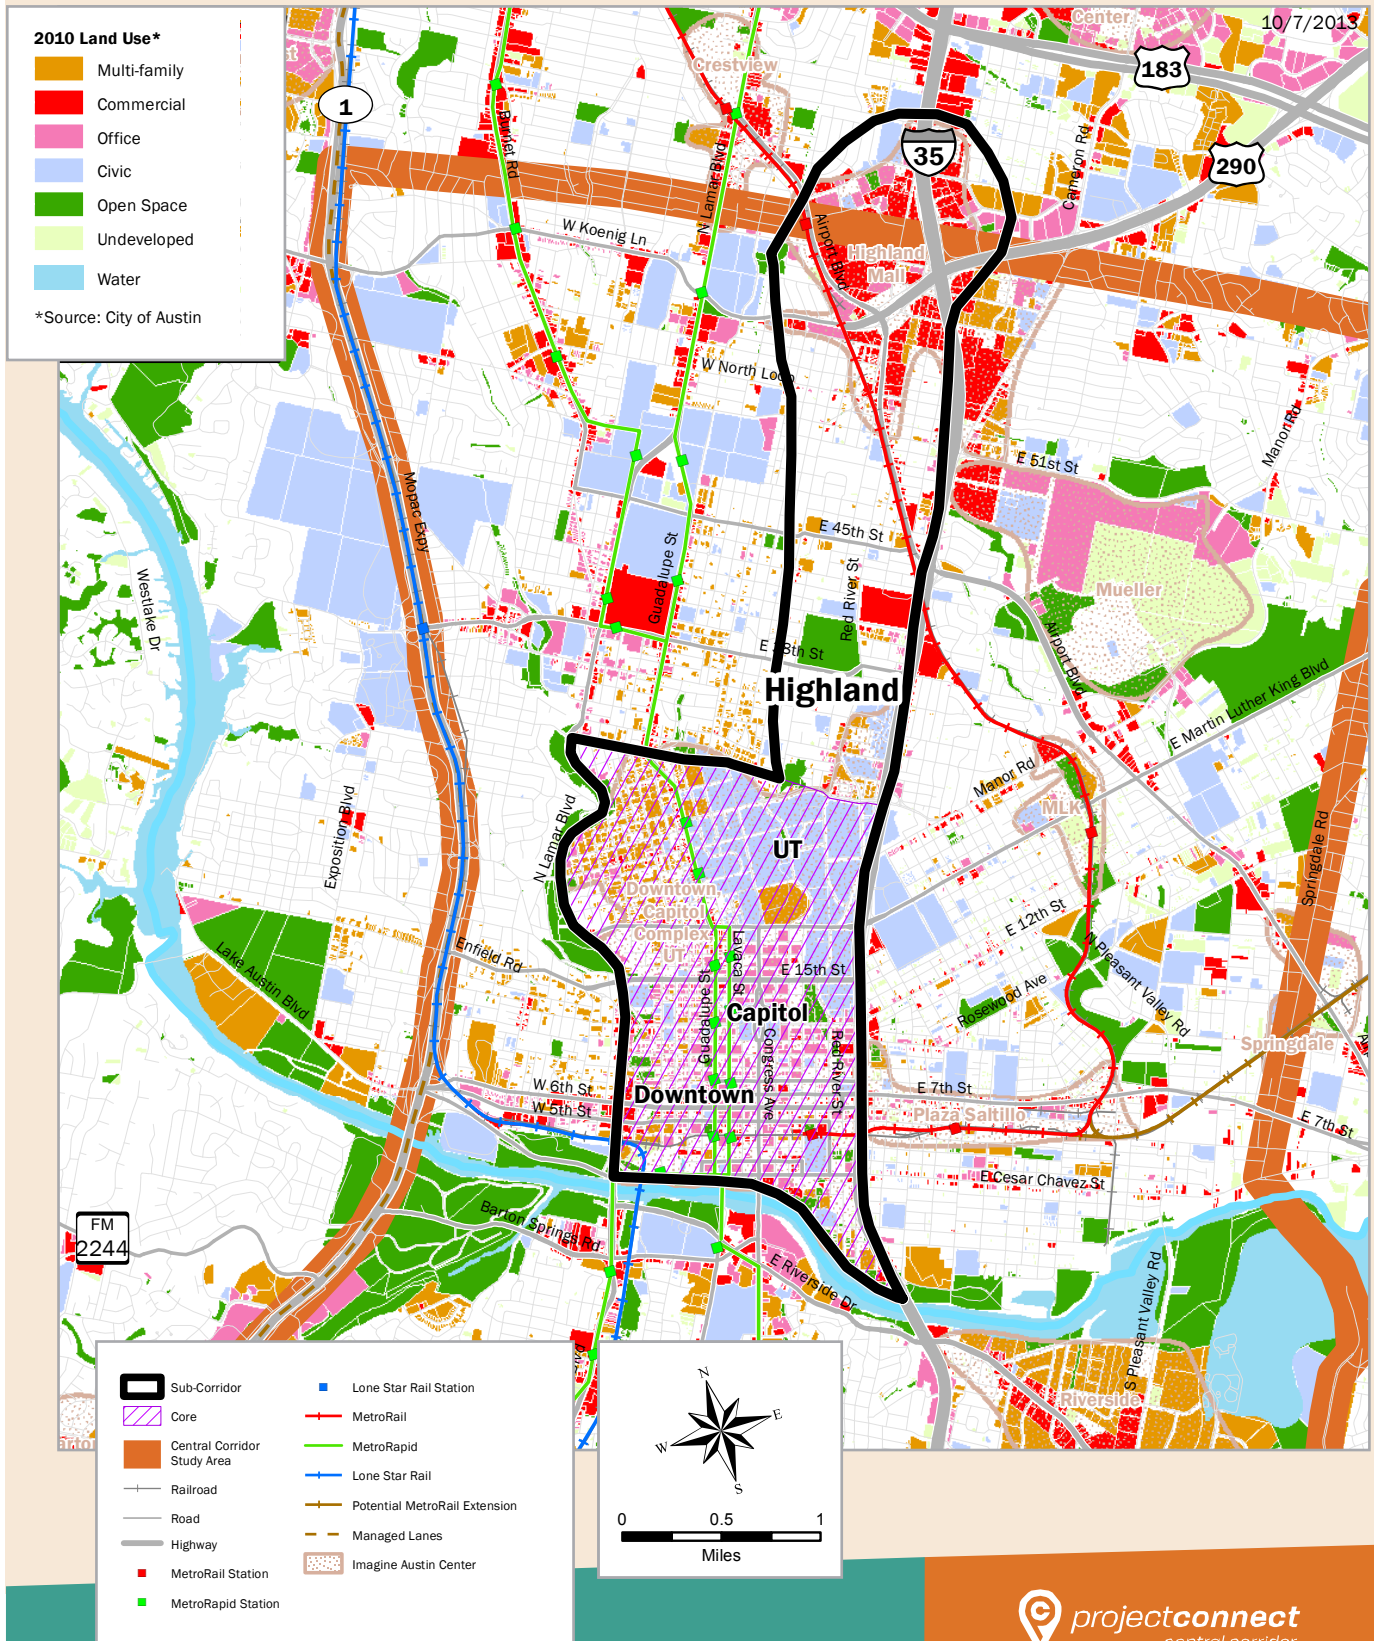 10/7/2013
2010 Land Use*
Multi-family
Commercial
Office
Civic
Open Space
Undeveloped
Water
*Source: City of Austin
Center
183
Crestview
1
Burnet Rd
N Lamar Blvd
35
Cameron Rd
290
W Koenig Ln
Airport Blvd
Highland
Mall
W North Loop
Manor Rd
E 51st St
Mopac Expy
E 45th St
Guadalupe St
Red River St
Mueller
Westlake Dr
E 38th St
Airport Blvd
Highland
E Martin Luther King Blvd
Manor Rd
MLK
Exposition Blvd
N Lamar Blvd
UT
Springdale Rd
Downtown
Capitol
Complex
UT
E 12th St
Lavaca St
Enfield Rd
E 15th St
N Pleasant Valley Rd
Lake Austin Blvd
Guadalupe St
Capitol
Rosewood Ave
Congress Ave
Red River St
Springdale
W 6th St
Downtown
E 7th St
W 5th St
Plaza Saltillo
E 7th St
E Cesar Chavez St
FM
2244
Barton Springs Rd
E Riverside Dr
S Pleasant Valley Rd
Riverside
Sub-Corridor
Core
Central Corridor
Study Area
Railroad
Road
Highway
MetroRail Station
MetroRapid Station
Lone Star Rail Station
MetroRail
MetroRapid
Lone Star Rail
Potential MetroRail Extension
Managed Lanes
Imagine Austin Center
N
E
W
S
0 0.5 1
Miles
projectconnect
central corridor